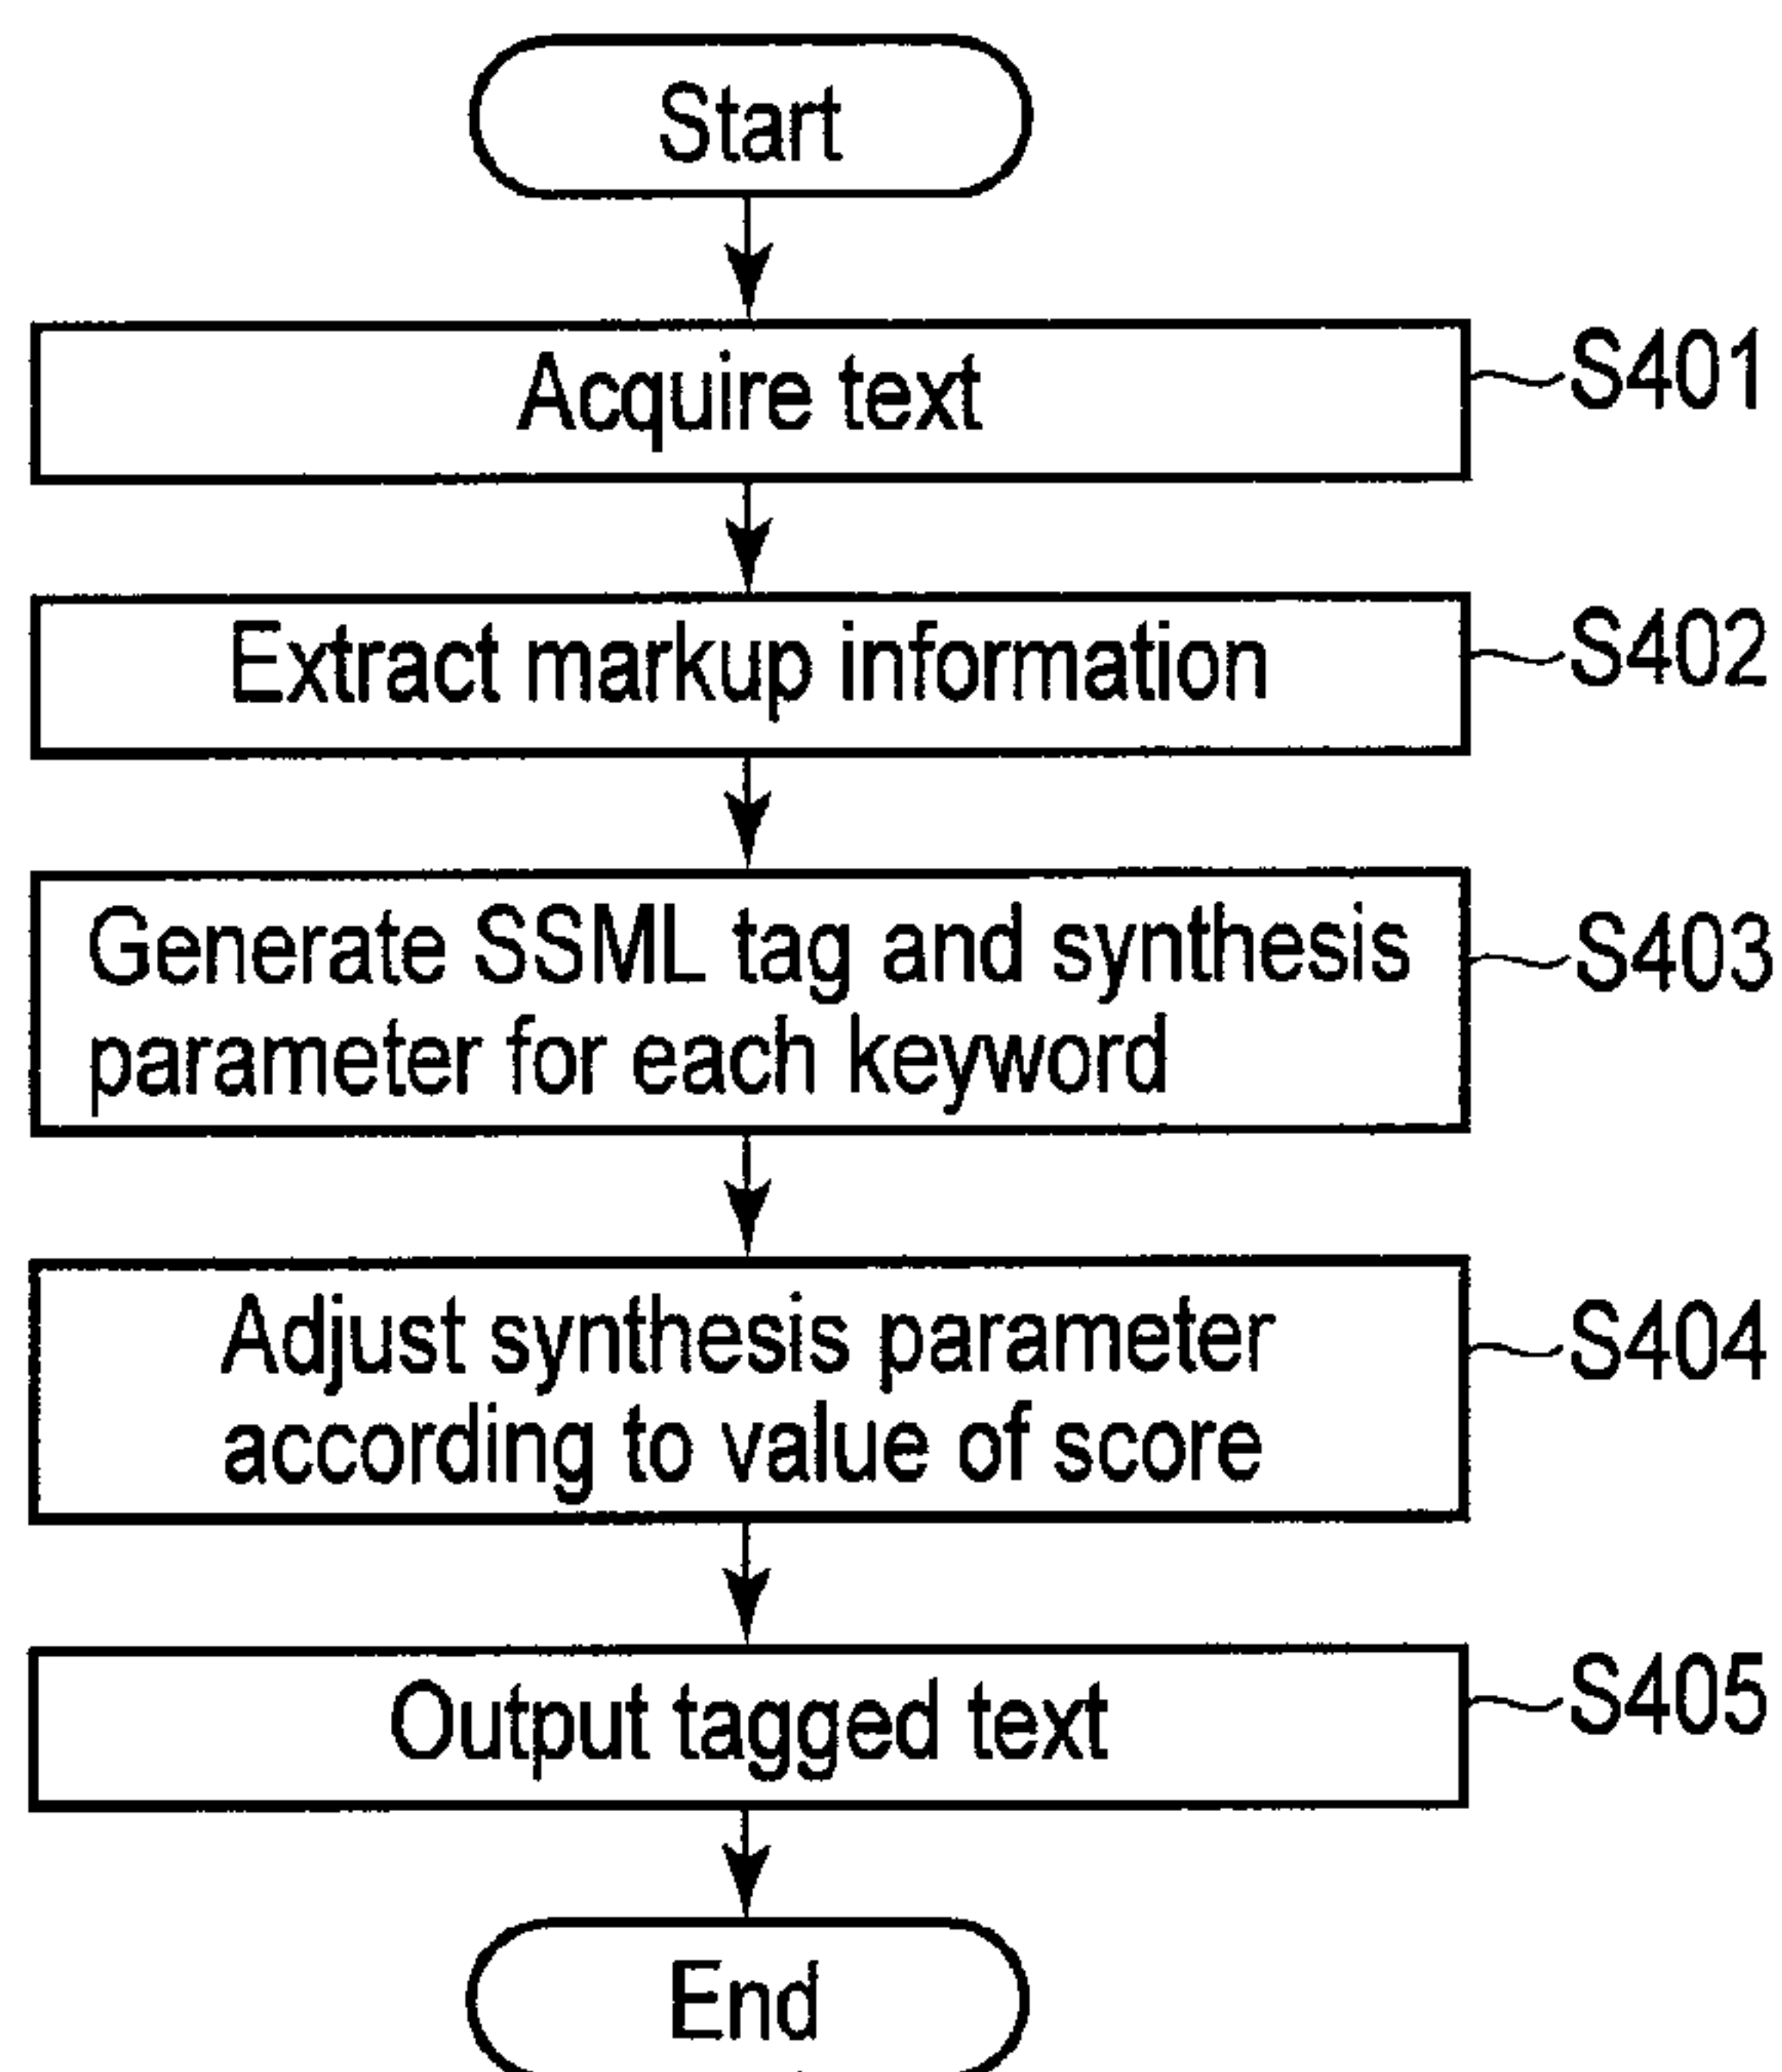 Start
Acquire text
S401
Extract markup information
S402
Generate SSML tag and synthesis
parameter for each keyword
S403
Adjust synthesis parameter
according to value of score
S404
Output tagged text
S405
End